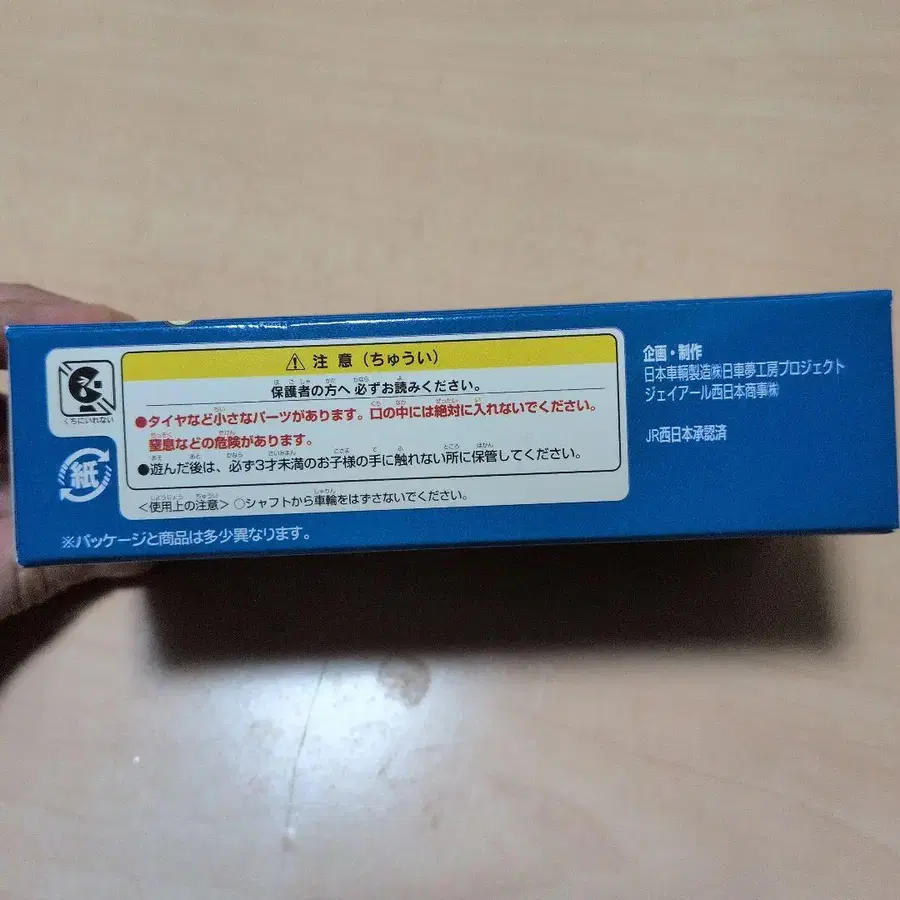 注意(ちゅうい)
保護者の方へ必ずお読みください。
●タイヤなど小さなパーツがあります。口の中には絶対に入れないでください。
窒息などの危険があります。
●遊んだ後は、必ず3才未満のお子様の手に触れない所に保管してください。
<使用上の注意>○シャフトから車輪をはずさないでください。
くちにいれない
紙
※パッケージと商品は多少異なります。
企画・制作
日本車輌製造㈱日車夢工房プロジェクト
ジェイアール西日本商事㈱
JR西日本承認済